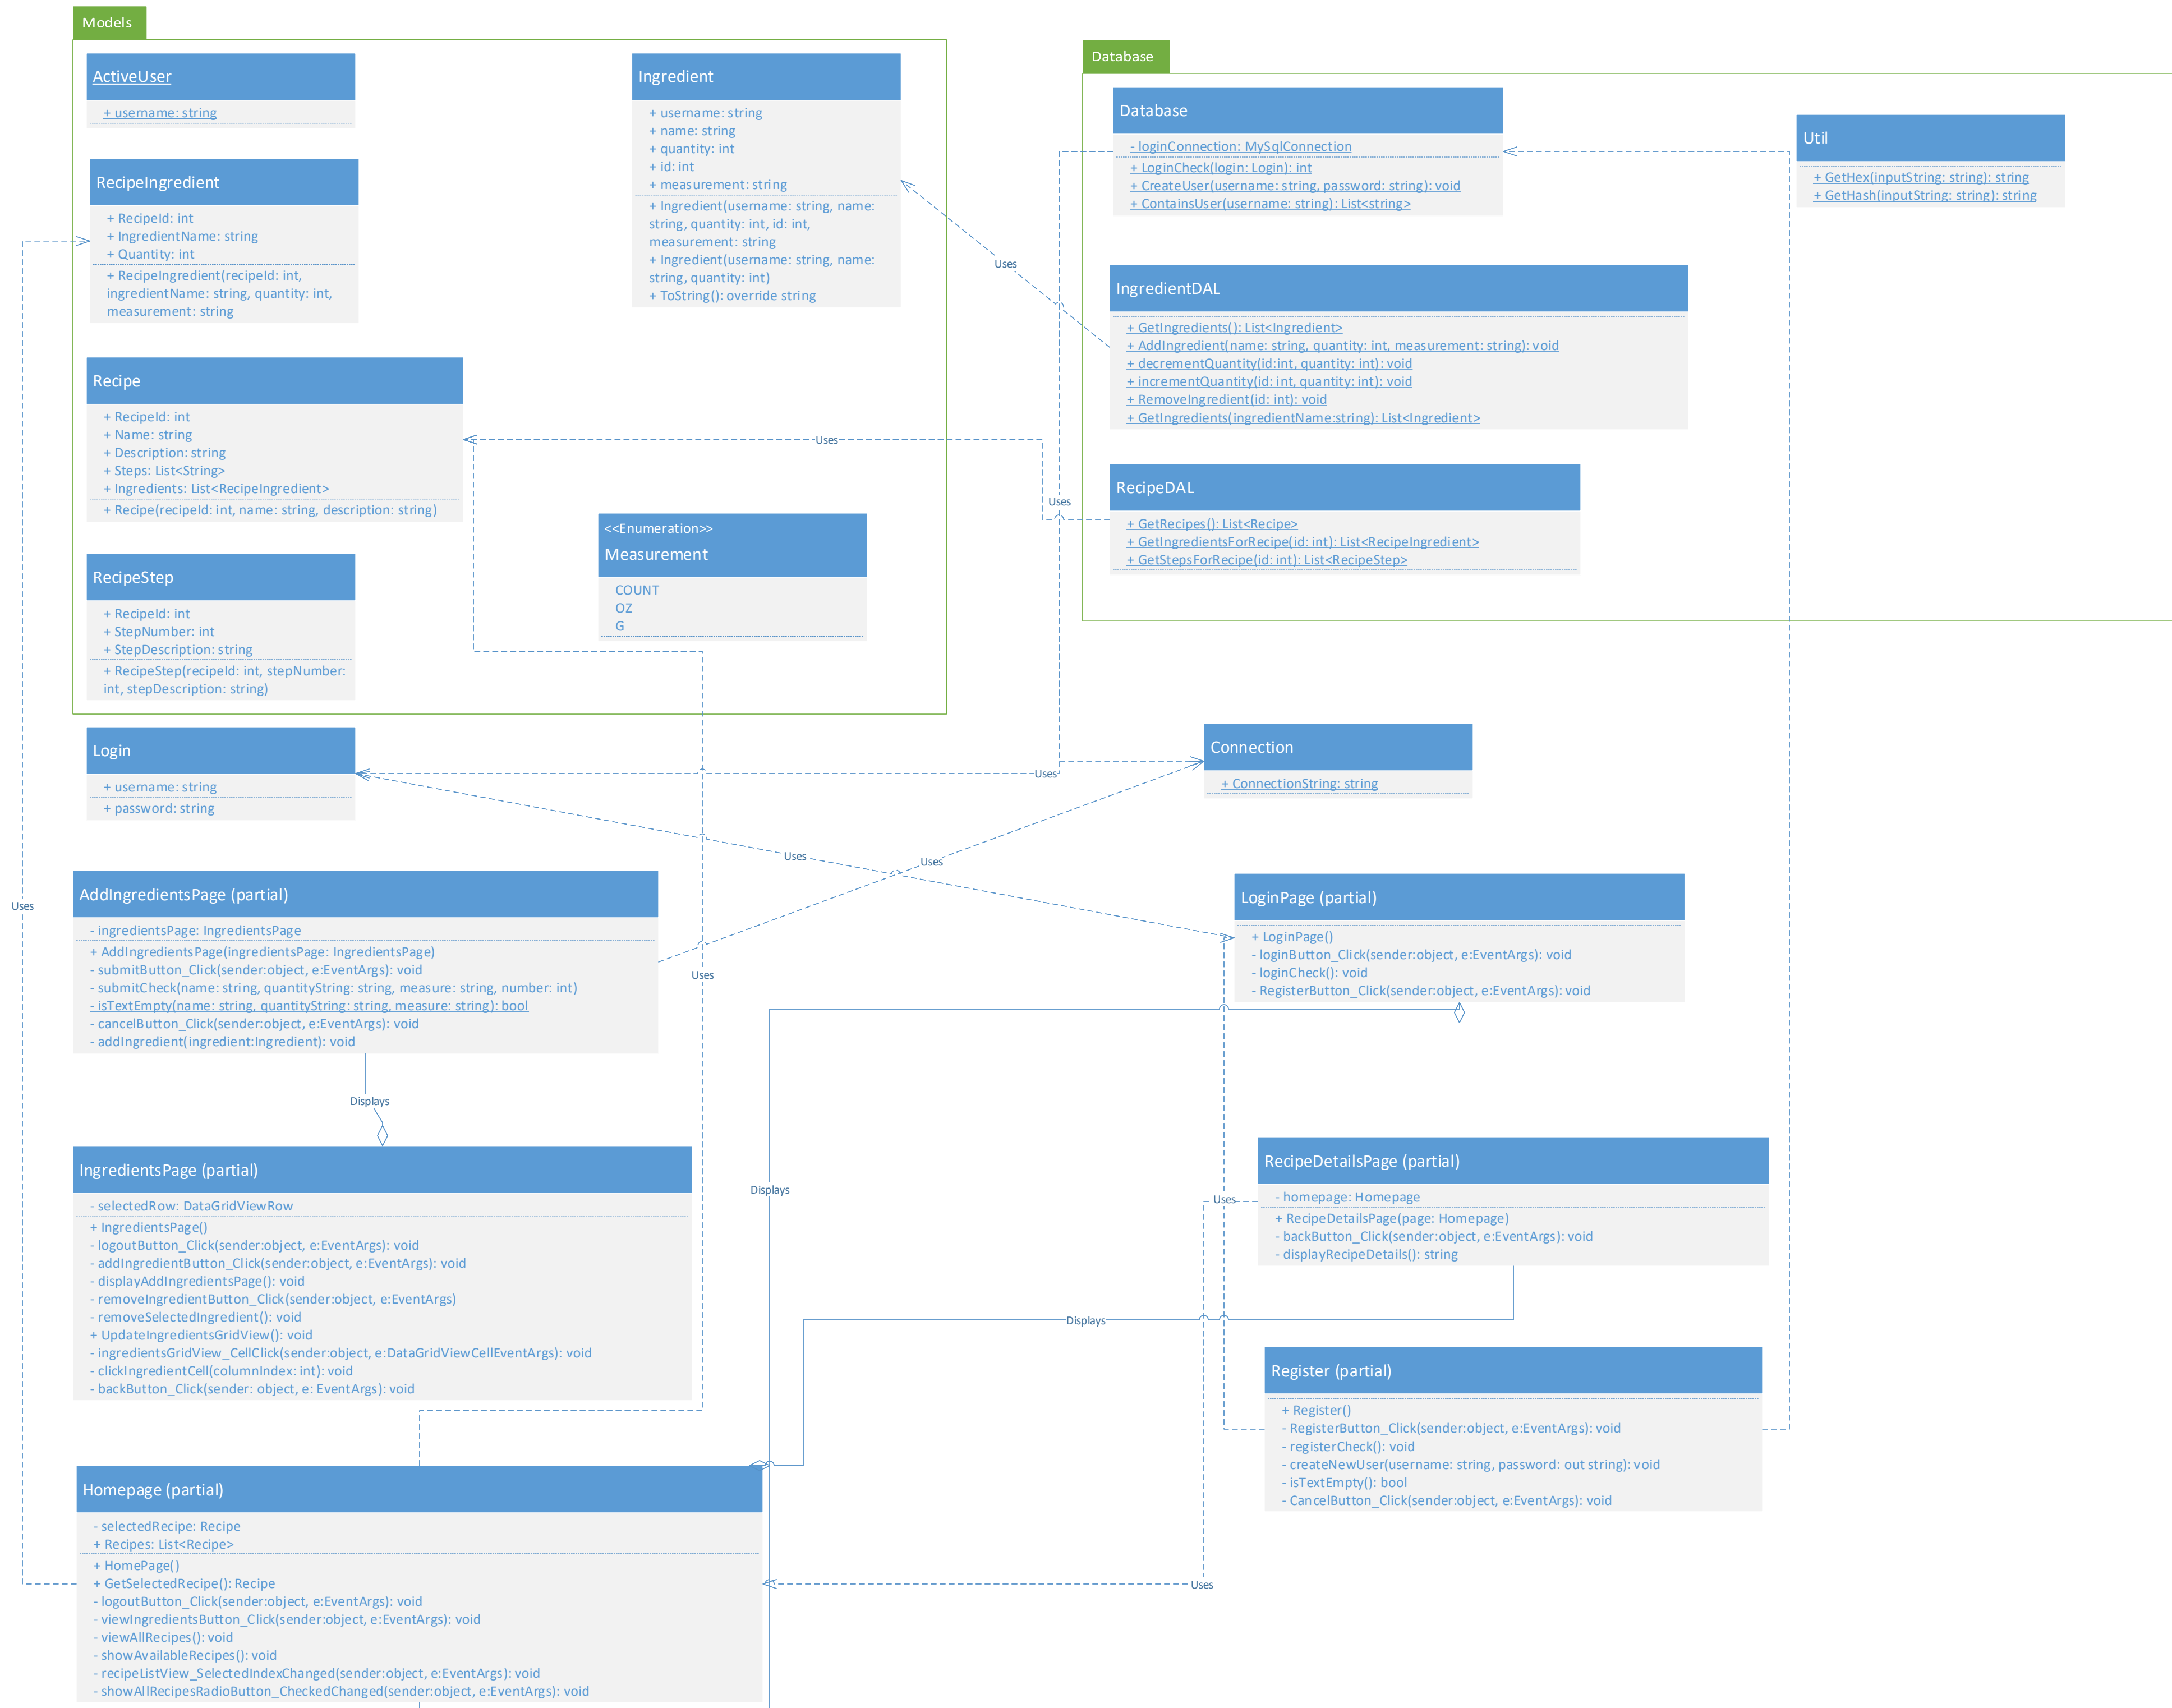 Models
ActiveUser
+ username: string
RecipeIngredient
+ RecipeId: int
+ IngredientName: string
+ Quantity: int
+ RecipeIngredient(recipeId: int,
ingredientName: string, quantity: int,
measurement: string
Recipe
+ RecipeId: int
+ Name: string
+ Description: string
+ Steps: List<String>
+ Ingredients: List<RecipeIngredient>
+ Recipe(recipeId: int, name: string, description: string)
RecipeStep
+ RecipeId: int
+ StepNumber: int
+ StepDescription: string
+ RecipeStep(recipeId: int, stepNumber:
int, stepDescription: string)
Ingredient
+ username: string
+ name: string
+ quantity: int
+ id: int
+ measurement: string
+ Ingredient(username: string, name:
string, quantity: int, id: int,
measurement: string
+ Ingredient(username: string, name:
string, quantity: int)
+ ToString(): override string
<<Enumeration>>
Measurement
COUNT
OZ
G
Database
Database
- loginConnection: MySqlConnection
+ LoginCheck(login: Login): int
+ CreateUser(username: string, password: string): void
+ ContainsUser(username: string): List<string>
Util
+ GetHex(inputString: string): string
+ GetHash(inputString: string): string
IngredientDAL
+ GetIngredients(): List<Ingredient>
+ AddIngredient(name: string, quantity: int, measurement: string): void
+ decrementQuantity(id:int, quantity: int): void
+ incrementQuantity(id: int, quantity: int): void
+ RemoveIngredient(id: int): void
+ GetIngredients(ingredientName:string): List<Ingredient>
RecipeDAL
+ GetRecipes(): List<Recipe>
+ GetIngredientsForRecipe(id: int): List<RecipeIngredient>
+ GetStepsForRecipe(id: int): List<RecipeStep>
Uses
Uses
Uses
Login
+ username: string
+ password: string
Uses
Connection
+ ConnectionString: string
Uses
Uses
Uses
Uses
AddIngredientsPage (partial)
- ingredientsPage: IngredientsPage
+ AddIngredientsPage(ingredientsPage: IngredientsPage)
- submitButton_Click(sender:object, e:EventArgs): void
- submitCheck(name: string, quantityString: string, measure: string, number: int)
- isTextEmpty(name: string, quantityString: string, measure: string): bool
- cancelButton_Click(sender:object, e:EventArgs): void
- addIngredient(ingredient:Ingredient): void
LoginPage (partial)
+ LoginPage()
- loginButton_Click(sender:object, e:EventArgs): void
- loginCheck(): void
- RegisterButton_Click(sender:object, e:EventArgs): void
Displays
Displays
IngredientsPage (partial)
- selectedRow: DataGridViewRow
+ IngredientsPage()
- logoutButton_Click(sender:object, e:EventArgs): void
- addIngredientButton_Click(sender:object, e:EventArgs): void
- displayAddIngredientsPage(): void
- removeIngredientButton_Click(sender:object, e:EventArgs)
- removeSelectedIngredient(): void
+ UpdateIngredientsGridView(): void
- ingredientsGridView_CellClick(sender:object, e:DataGridViewCellEventArgs): void
- clickIngredientCell(columnIndex: int): void
- backButton_Click(sender: object, e: EventArgs): void
RecipeDetailsPage (partial)
- homepage: Homepage
+ RecipeDetailsPage(page: Homepage)
- backButton_Click(sender:object, e:EventArgs): void
- displayRecipeDetails(): string
Uses
Displays
Register (partial)
+ Register()
- RegisterButton_Click(sender:object, e:EventArgs): void
- registerCheck(): void
- createNewUser(username: string, password: out string): void
- isTextEmpty(): bool
- CancelButton_Click(sender:object, e:EventArgs): void
Homepage (partial)
- selectedRecipe: Recipe
+ Recipes: List<Recipe>
+ HomePage()
+ GetSelectedRecipe(): Recipe
- logoutButton_Click(sender:object, e:EventArgs): void
- viewIngredientsButton_Click(sender:object, e:EventArgs): void
- viewAllRecipes(): void
- showAvailableRecipes(): void
- recipeListView_SelectedIndexChanged(sender:object, e:EventArgs): void
- showAllRecipesRadioButton_CheckedChanged(sender:object, e:EventArgs): void
Uses